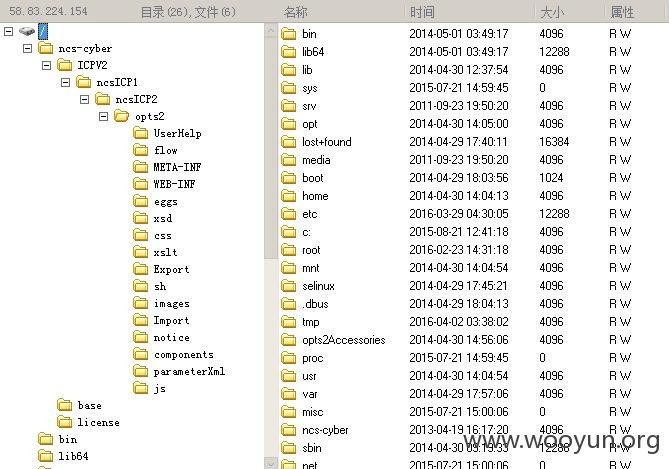 58.83.224.154 目录(26),文件(6) 名称 时间 大小 属性
/
ncs-cyber
ICPV2
ncsICP1
ncsICP2
opts2
UserHelp
flow
META-INF
WEB-INF
eggs
xsd
css
xslt
Export
sh
images
Import
notice
components
parameterXml
js
base
license
bin
lib64
bin 2014-05-01 03:49:17 4096 R W
lib64 2014-05-01 03:49:17 12288 R W
lib 2014-04-30 12:37:54 4096 R W
sys 2015-07-21 14:59:45 0 R W
srv 2011-09-23 19:50:20 4096 R W
opt 2014-04-30 14:05:00 4096 R W
lost+found 2014-04-29 17:40:11 16384 R W
media 2011-09-23 19:50:20 4096 R W
boot 2014-04-29 18:03:56 1024 R W
home 2014-04-30 14:04:13 4096 R W
etc 2016-03-29 04:30:05 12288 R W
c: 2015-08-21 12:41:18 4096 R W
root 2016-02-23 14:31:18 4096 R W
mnt 2014-04-30 14:04:54 4096 R W
selinux 2014-04-29 17:45:21 4096 R W
.dbus 2014-04-29 18:04:13 4096 R W
tmp 2016-04-02 03:38:02 4096 R W
opts2Accessories 2014-04-30 14:56:06 4096 R W
proc 2015-07-21 14:59:45 0 R W
usr 2014-04-30 14:04:54 4096 R W
var 2014-04-29 17:57:06 4096 R W
misc 2015-07-21 15:00:06 0 R W
ncs-cyber 2013-04-19 16:17:20 4096 R W
sbin 2014-04-30 03:19:33 12288 R W
net 2015-07-21 15:00:06 0 R W
www.wooyun.org